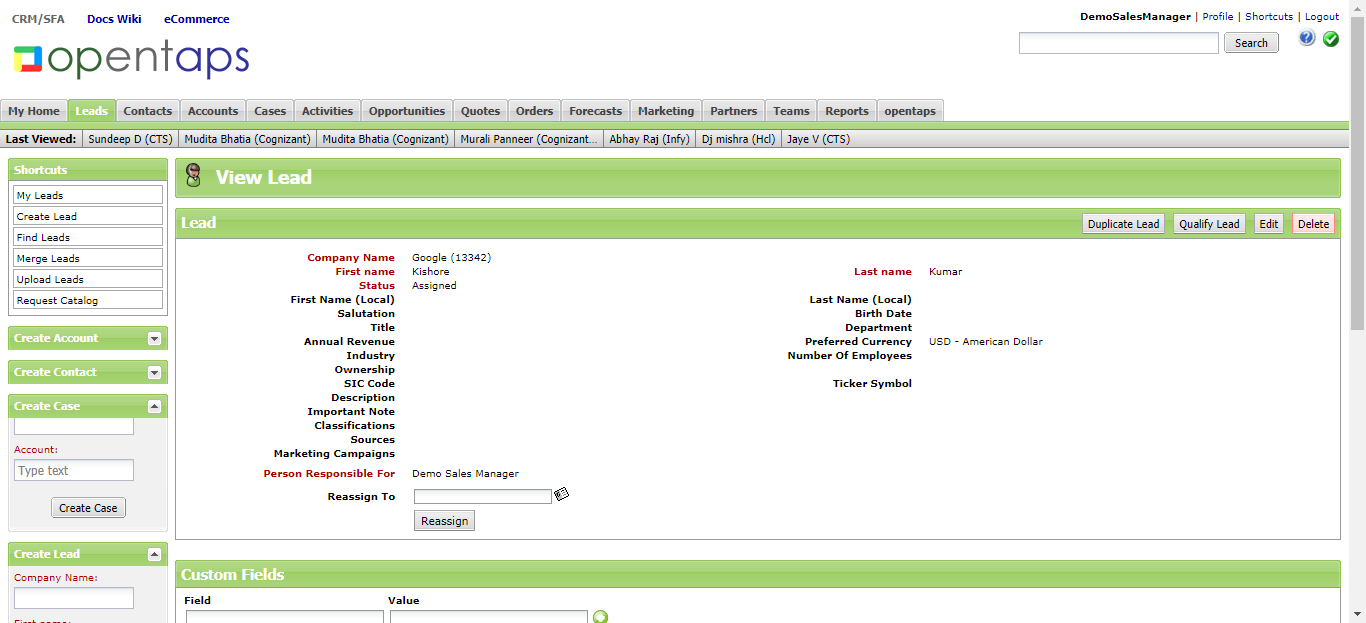 CRM/SFA Docs Wiki eCommerce
DemoSalesManager | Profile | Shortcuts | Logout
opentaps
Search
My Home Leads Contacts Accounts Cases Activities Opportunities Quotes Orders Forecasts Marketing Partners Teams Reports opentaps
Last Viewed: Sundeep D (CTS) Mudita Bhatia (Cognizant) Mudita Bhatia (Cognizant) Murali Panneer (Cognizant... Abhay Raj (Infy) Dj mishra (Hcl) Jaye V (CTS)
Shortcuts
My Leads
Create Lead
Find Leads
Merge Leads
Upload Leads
Request Catalog
Create Account
Create Contact
Create Case
Account:
Type text
Create Case
Create Lead
Company Name:
First name:
View Lead
Lead
Duplicate Lead Qualify Lead Edit Delete
Company Name Google (13342)
First name Kishore Last name Kumar
Status Assigned
First Name (Local) Last Name (Local)
Salutation Birth Date
Title Department
Annual Revenue Preferred Currency USD - American Dollar
Industry Number Of Employees
Ownership
SIC Code Ticker Symbol
Description
Important Note
Classifications
Sources
Marketing Campaigns
Person Responsible For Demo Sales Manager
Reassign To
Reassign
Custom Fields
Field Value